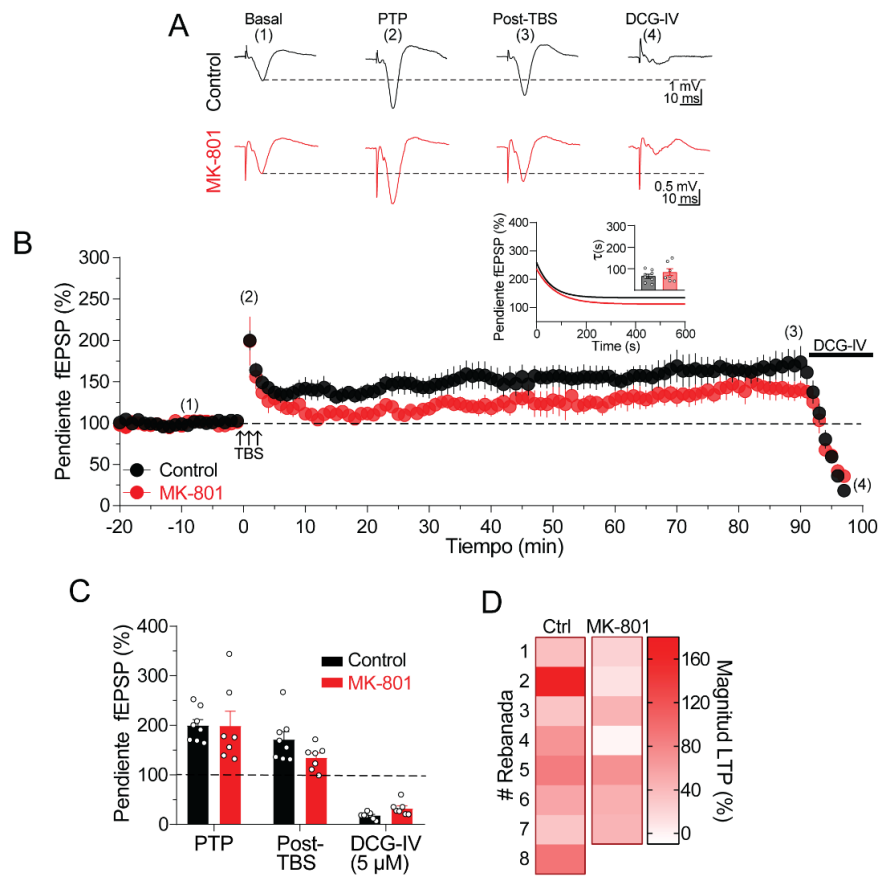 A
Basal PTP Post-TBS DCG-IV
(1) (2) (3) (4)
Control
1 mV
10 ms
MK-801
0.5 mV
10 ms
B
Pendiente fEPSP (%)
300
250
200
150
100
50
0
(1)
(2)
(3)
(4)
DCG-IV
↑↑↑↑
TBS
Control
MK-801
-20 -10 0 10 20 30 40 50 60 70 80 90 100
Tiempo (min)
Pendiente fEPSP (%)
400
300
200
100
0 200 400 600
Time (s)
τ(s)
300
200
100
C
Pendiente fEPSP (%)
400
300
200
100
0
Control
MK-801
PTP Post- DCG-IV
TBS (5 µM)
D
Ctrl MK-801
# Rebanada
1
2
3
4
5
6
7
8
160
120
80
40
0
Magnitud LTP (%)